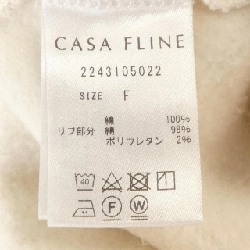 CASA FLINE
2243105022
SIZE F
綿 100%
リブ部分 綿 98%
ポリウレタン 2%
40
F W